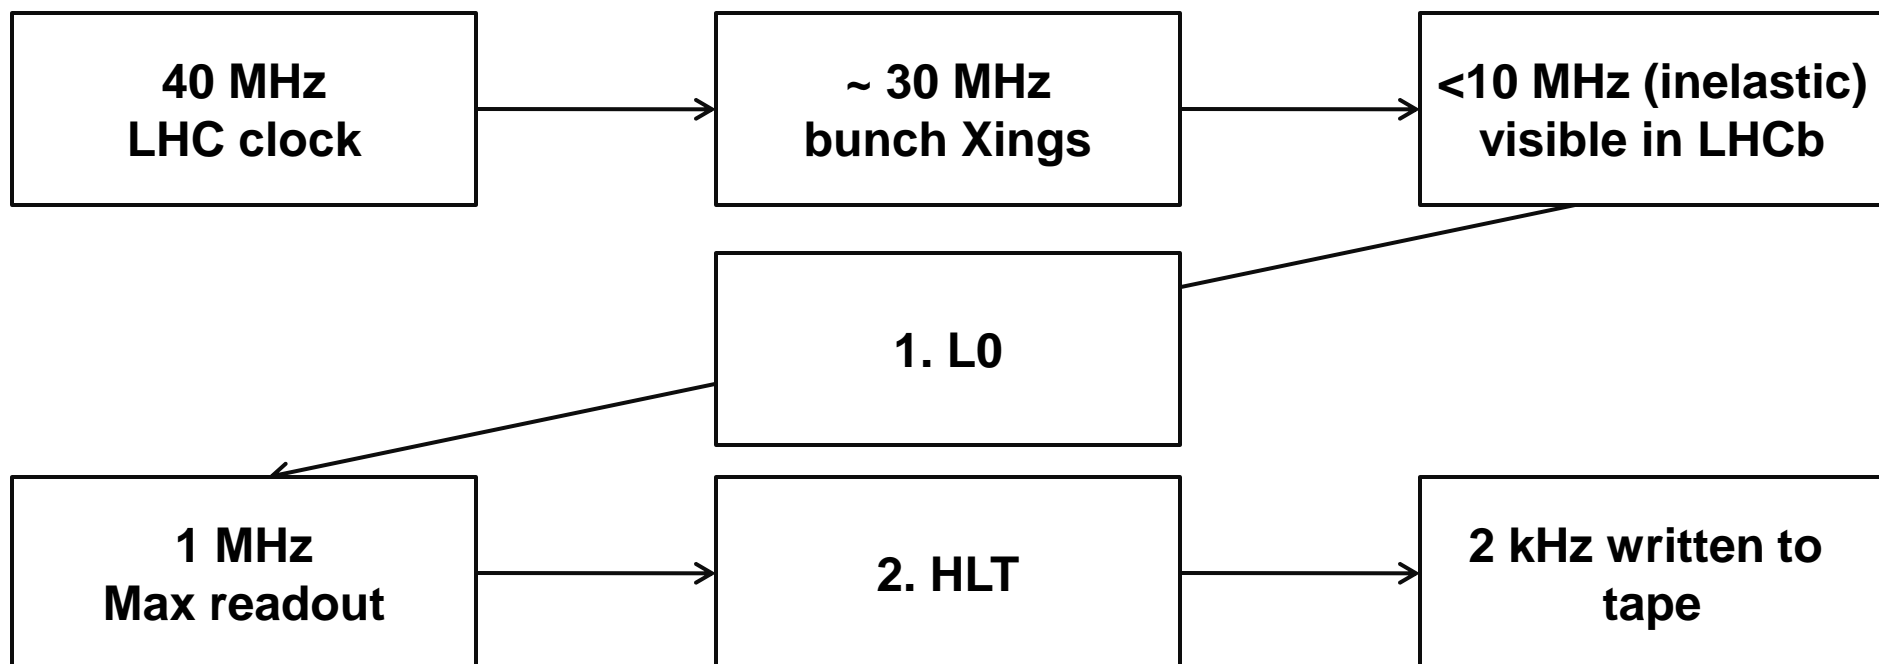 40 MHz
LHC clock
~ 30 MHz
bunch Xings
<10 MHz (inelastic)
visible in LHCb
1. L0
1 MHz
Max readout
2. HLT
2 kHz written to
tape